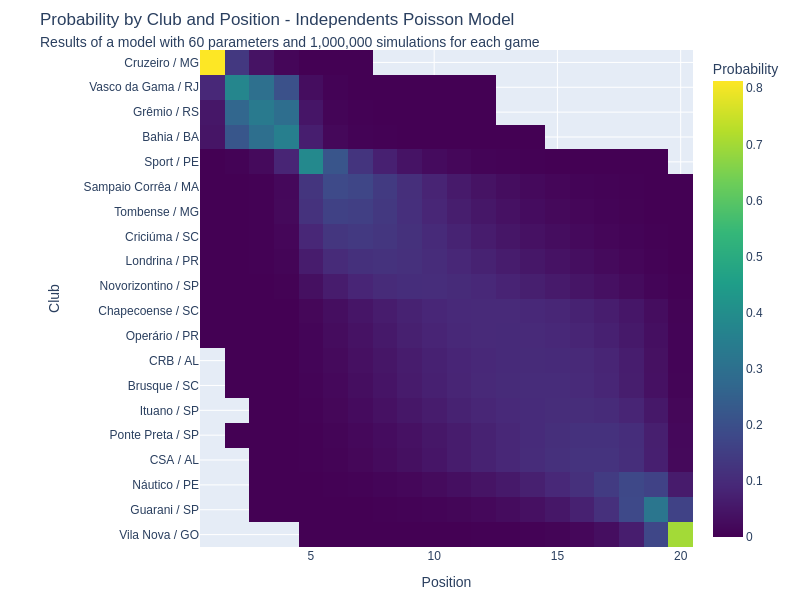 Probability by Club and Position - Independents Poisson Model
Results of a model with 60 parameters and 1,000,000 simulations for each game
Probability
Cruzeiro / MG
Vasco da Gama / RJ
Grêmio / RS
Bahia / BA
Sport / PE
Sampaio Corrêa / MA
Tombense / MG
Criciúma / SC
Londrina / PR
Novorizontino / SP
Chapecoense / SC
Operário / PR
CRB / AL
Brusque / SC
Ituano / SP
Ponte Preta / SP
CSA / AL
Náutico / PE
Guarani / SP
Vila Nova / GO
Club
5
10
15
20
Position
0.8
0.7
0.6
0.5
0.4
0.3
0.2
0.1
0